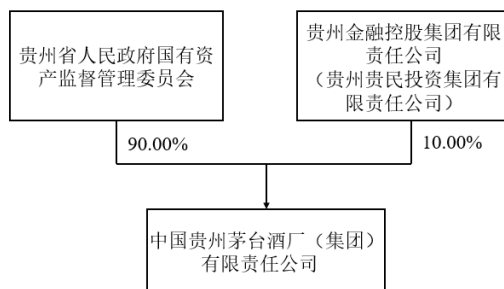 贵州省人民政府国有资
产监督管理委员会
贵州金融控股集团有限
责任公司
（贵州贵民投资集团有
限责任公司）
90.00%
10.00%
中国贵州茅台酒厂（集团）
有限责任公司